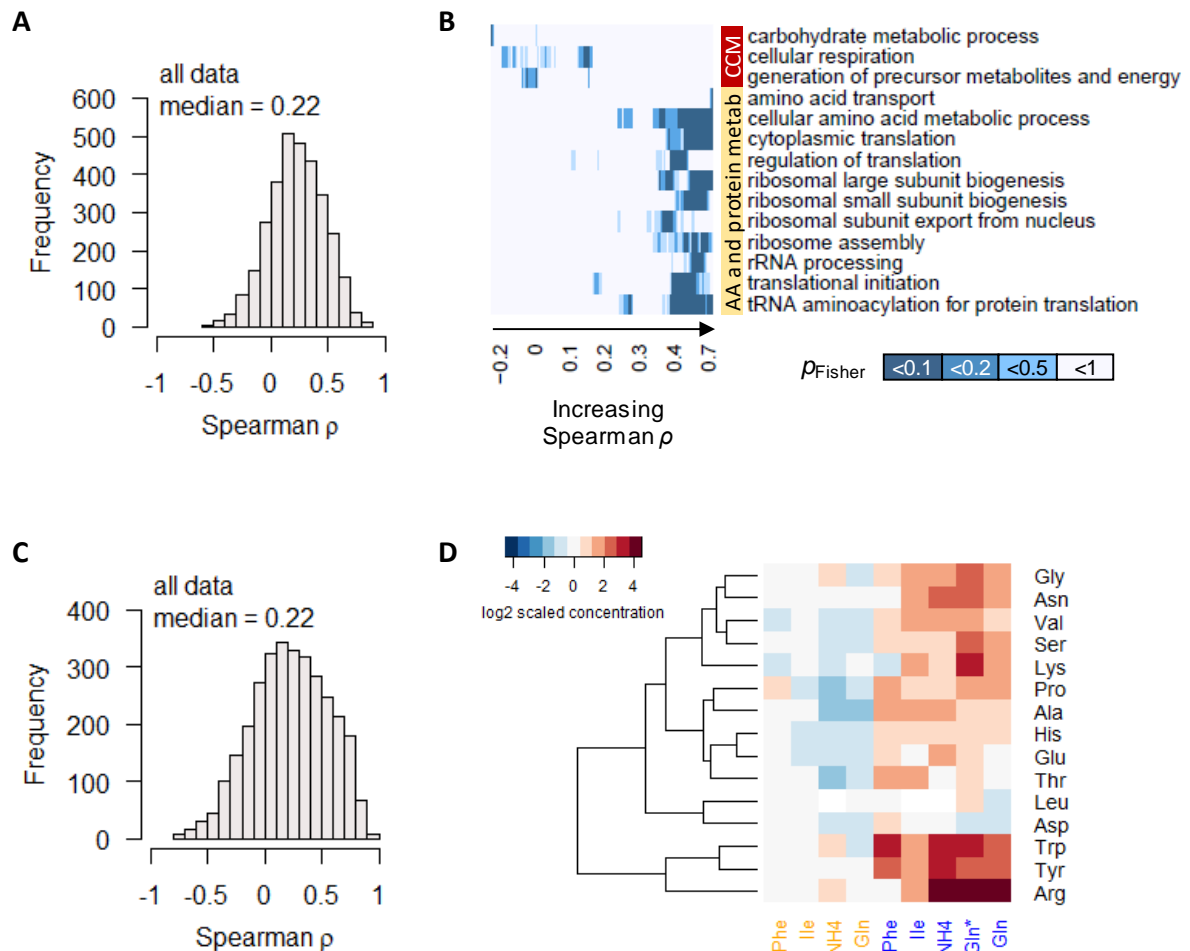 A
all data
median = 0.22
600
500
400
300
200
100
0
Frequency
-1
-0.5
0
0.5
1
Spearman ρ
B
CCM
AA and protein metab
carbohydrate metabolic process
cellular respiration
generation of precursor metabolites and energy
amino acid transport
cellular amino acid metabolic process
cytoplasmic translation
regulation of translation
ribosomal large subunit biogenesis
ribosomal small subunit biogenesis
ribosomal subunit export from nucleus
ribosome assembly
rRNA processing
translational initiation
tRNA aminoacylation for protein translation
−0.2
0
0.1
0.2
0.4
0.7
Increasing
Spearman ρ
pFisher <0.1 <0.2 <0.5 <1
C
all data
median = 0.22
400
300
200
100
0
Frequency
-1
-0.5
0
0.5
1
Spearman ρ
D
-4 -2 0 2 4
log2 scaled concentration
Gly
Asn
Val
Ser
Lys
Pro
Ala
His
Glu
Thr
Leu
Asp
Trp
Tyr
Arg
Phe
Ile
NH4
Gln
Phe
Ile
NH4
Gln*
Gln